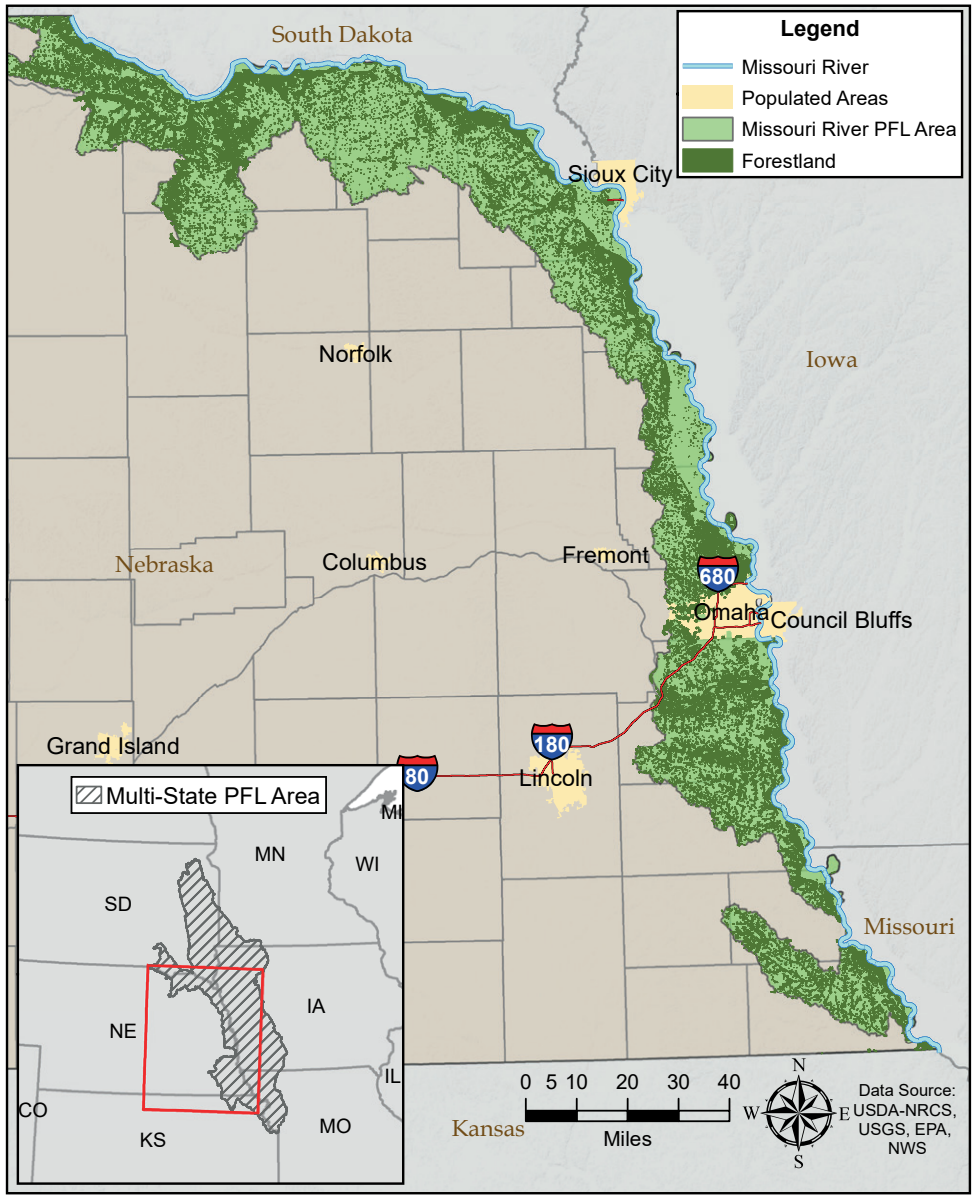 South Dakota
Legend
Missouri River
Populated Areas
Missouri River PFL Area
Forestland
Sioux City
Iowa
Norfolk
Nebraska
Columbus
Fremont
680
Omaha
Council Bluffs
Grand Island
180
80
Lincoln
Missouri
Multi-State PFL Area
MI
MN
WI
SD
IA
NE
IL
CO
MO
KS
Kansas
0 5 10 20 30 40
Miles
N
W E
S
Data Source:
USDA-NRCS,
USGS, EPA,
NWS